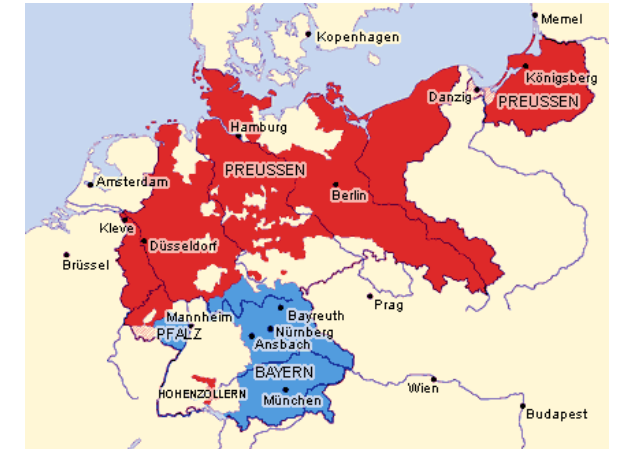 Memel
Kopenhagen
Königsberg
Danzig
PREUSSEN
Hamburg
PREUSSEN
Amsterdam
Berlin
Kleve
Düsseldorf
Brüssel
Prag
Mannheim
Bayreuth
PFALZ
Nürnberg
Ansbach
BAYERN
Wien
HOHENZOLLERN
München
Budapest